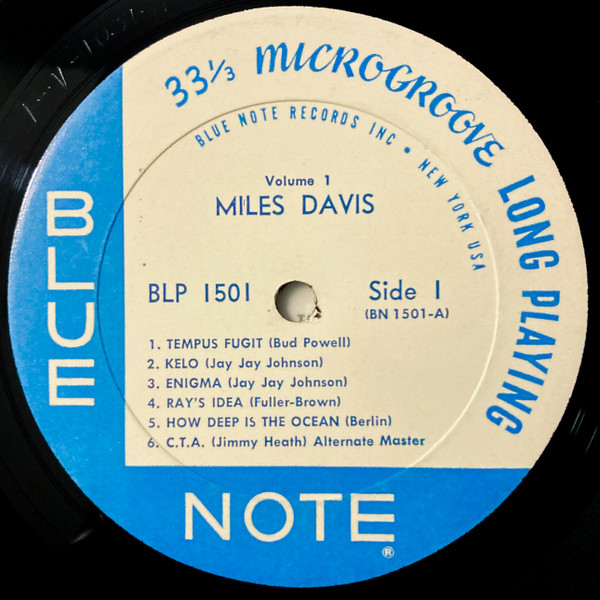 33⅓ MICROGROOVE LONG PLAYING
BLUE NOTE RECORDS INC • NEW YORK USA
Volume 1
MILES DAVIS
BLP 1501
Side 1
(BN 1501-A)
1. TEMPUS FUGIT (Bud Powell)
2. KELO (Jay Jay Johnson)
3. ENIGMA (Jay Jay Johnson)
4. RAY'S IDEA (Fuller-Brown)
5. HOW DEEP IS THE OCEAN (Berlin)
6. C.T.A. (Jimmy Heath) Alternate Master
BLUE
NOTE
®